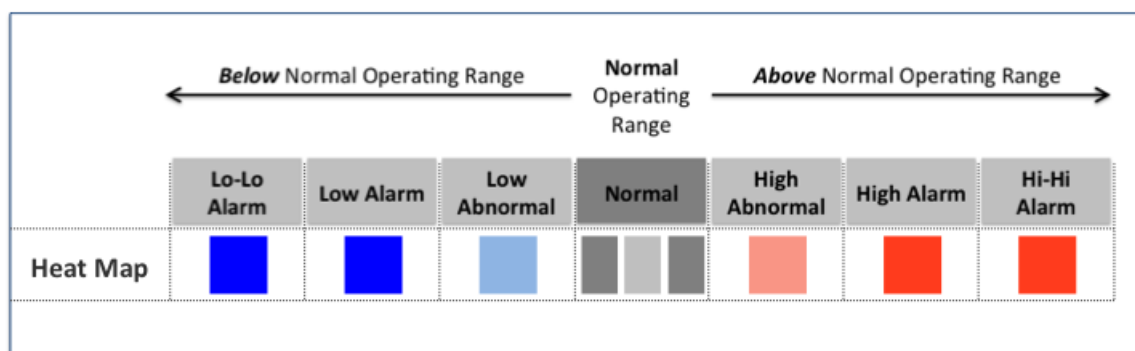 Below Normal Operating Range
Normal
Operating
Range
Above Normal Operating Range
Lo-Lo
Alarm
Low Alarm
Low
Abnormal
Normal
High
Abnormal
High Alarm
Hi-Hi
Alarm
Heat Map